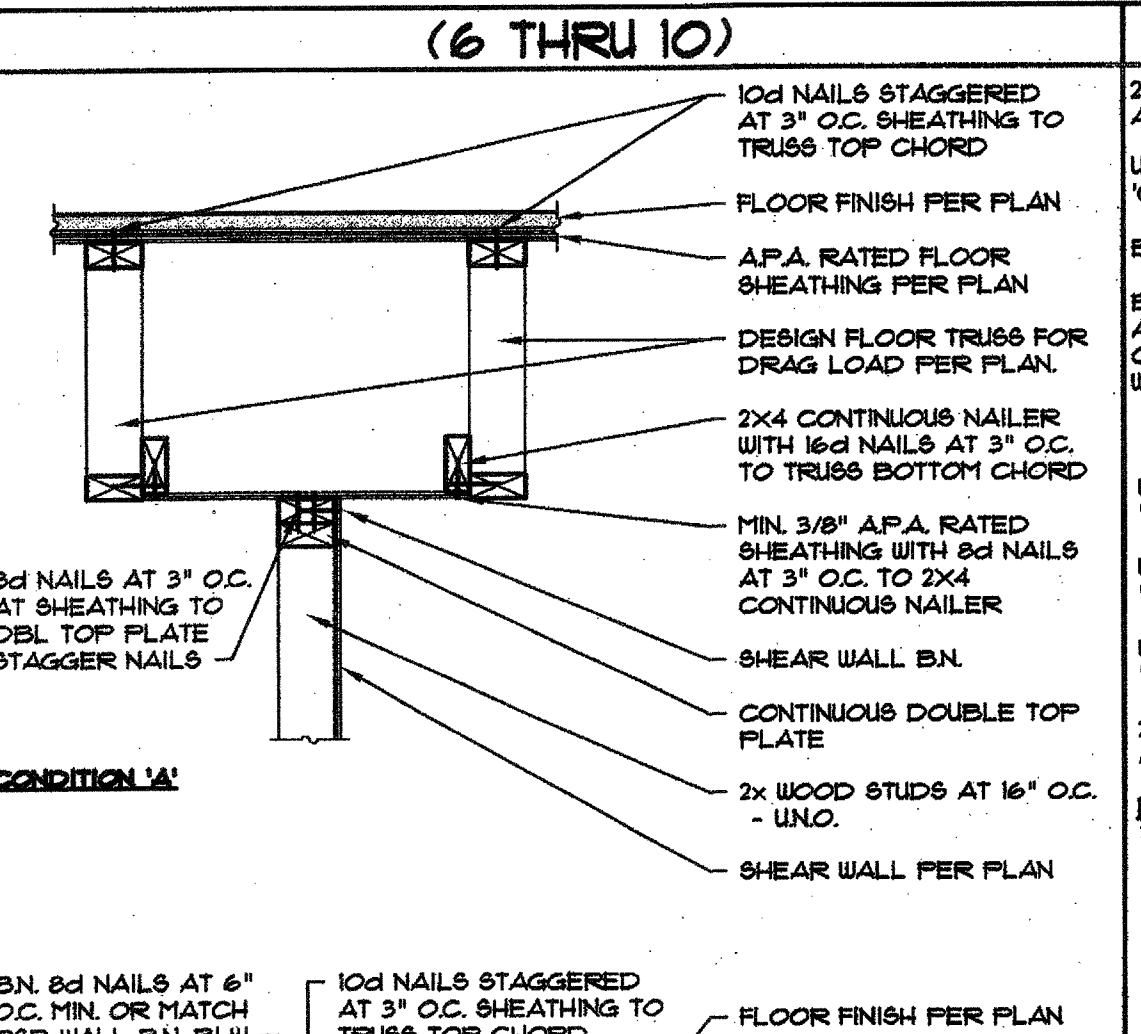 (6 THRU 10)
10d NAILS STAGGERED
AT 3" O.C. SHEATHING TO
TRUSS TOP CHORD
FLOOR FINISH PER PLAN
A.P.A. RATED FLOOR
SHEATHING PER PLAN
DESIGN FLOOR TRUSS FOR
DRAG LOAD PER PLAN.
2X4 CONTINUOUS NAILER
WITH 16d NAILS AT 3" O.C.
TO TRUSS BOTTOM CHORD
MIN. 3/8" A.P.A. RATED
SHEATHING WITH 8d NAILS
AT 3" O.C. TO 2X4
CONTINUOUS NAILER
8d NAILS AT 3" O.C.
AT SHEATHING TO
DBL TOP PLATE
STAGGER NAILS
SHEAR WALL B.N.
CONTINUOUS DOUBLE TOP
PLATE
2x WOOD STUDS AT 16" O.C.
- U.N.O.
SHEAR WALL PER PLAN
CONDITION 'A'
B.N. 8d NAILS AT 6"
O.C. MIN. OR MATCH
WALL B.N.
10d NAILS STAGGERED
AT 3" O.C. SHEATHING TO
TRUSS TOP CHORD
FLOOR FINISH PER PLAN